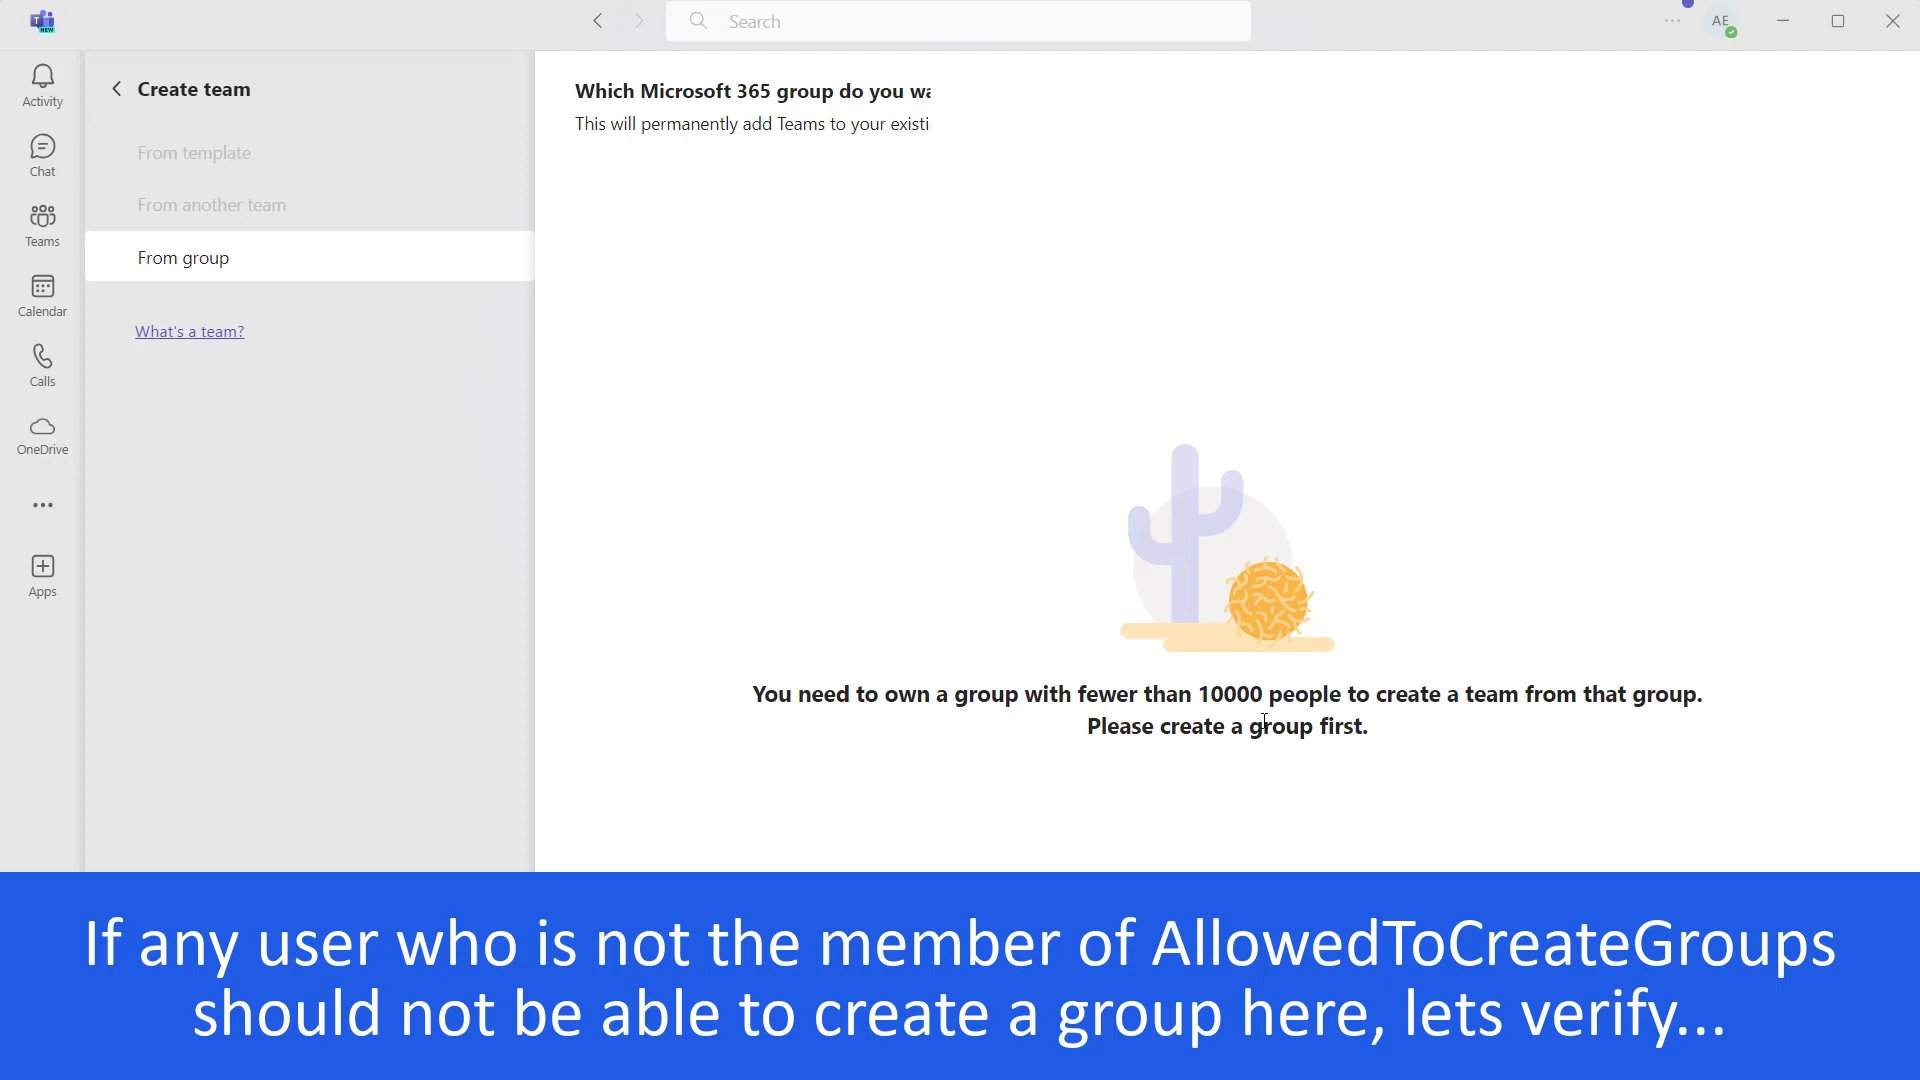 NEW
Search
AE
Activity
Chat
Teams
Calendar
Calls
OneDrive
Apps
Create team
From template
From another team
From group
What's a team?
Which Microsoft 365 group do you wa
This will permanently add Teams to your existi
You need to own a group with fewer than 10000 people to create a team from that group.
Please create a group first.
If any user who is not the member of AllowedToCreateGroups
should not be able to create a group here, lets verify...